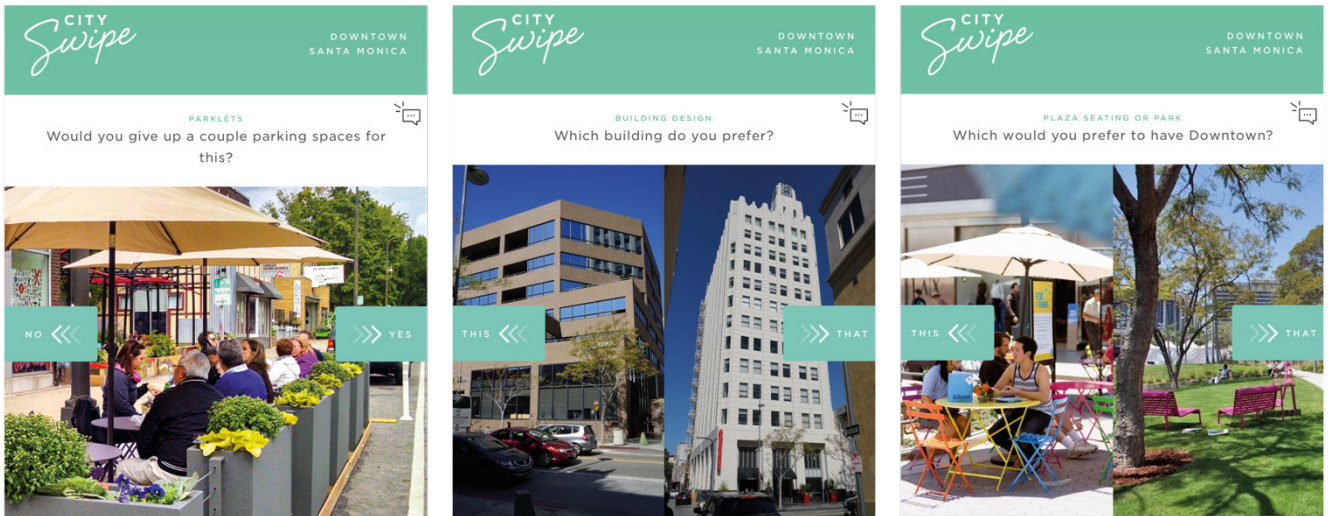 CITY
Swipe
DOWNTOWN
SANTA MONICA
PARKLETS
Would you give up a couple parking spaces for
this?
NO
YES
CITY
Swipe
DOWNTOWN
SANTA MONICA
BUILDING DESIGN
Which building do you prefer?
THIS
THAT
CITY
Swipe
DOWNTOWN
SANTA MONICA
PLAZA SEATING OR PARK
Which would you prefer to have Downtown?
THIS
THAT